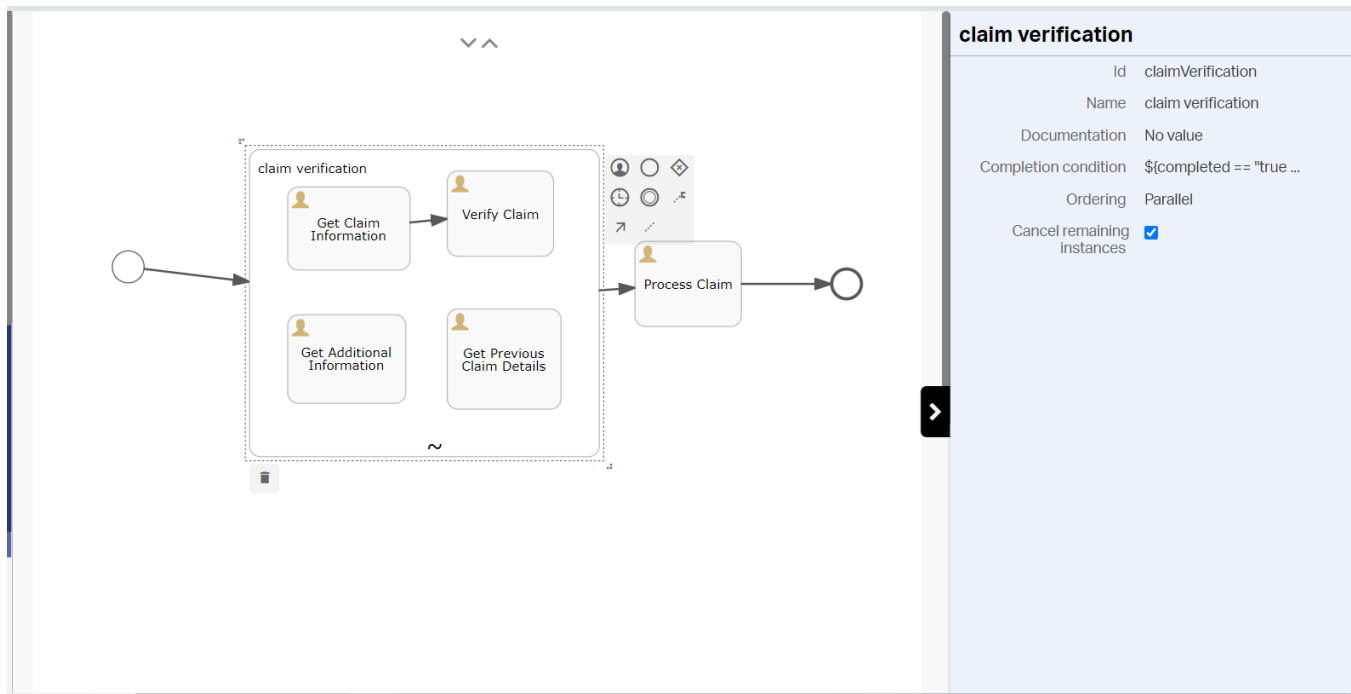 claim verification
Get Claim
Information
Verify Claim
Get Additional
Information
Get Previous
Claim Details
~
Process Claim
claim verification
Id claimVerification
Name claim verification
Documentation No value
Completion condition ${completed == "true ...
Ordering Parallel
Cancel remaining
instances